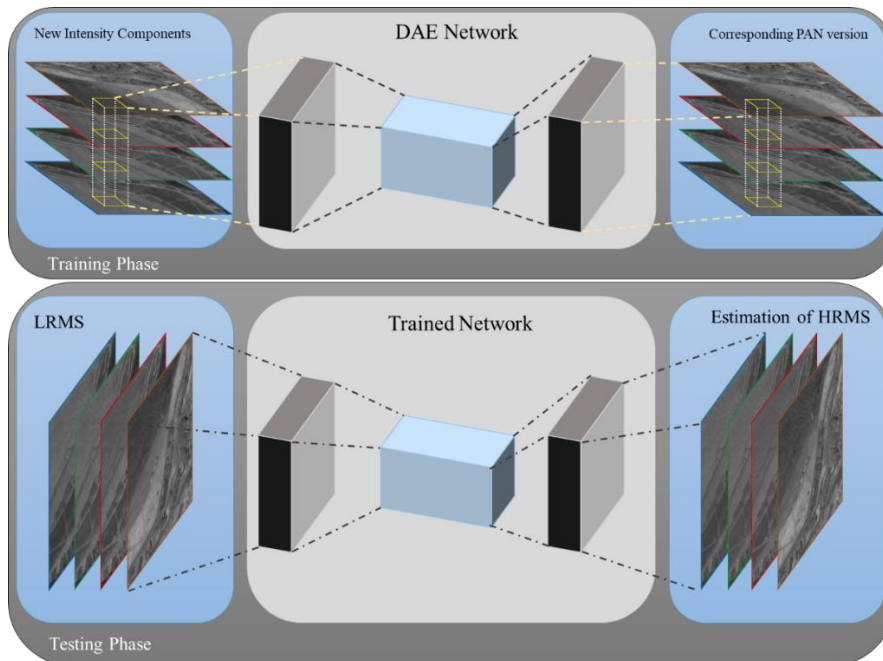 New Intensity Components
DAE Network
Corresponding PAN version
Training Phase
LRMS
Trained Network
Estimation of HRMS
Testing Phase